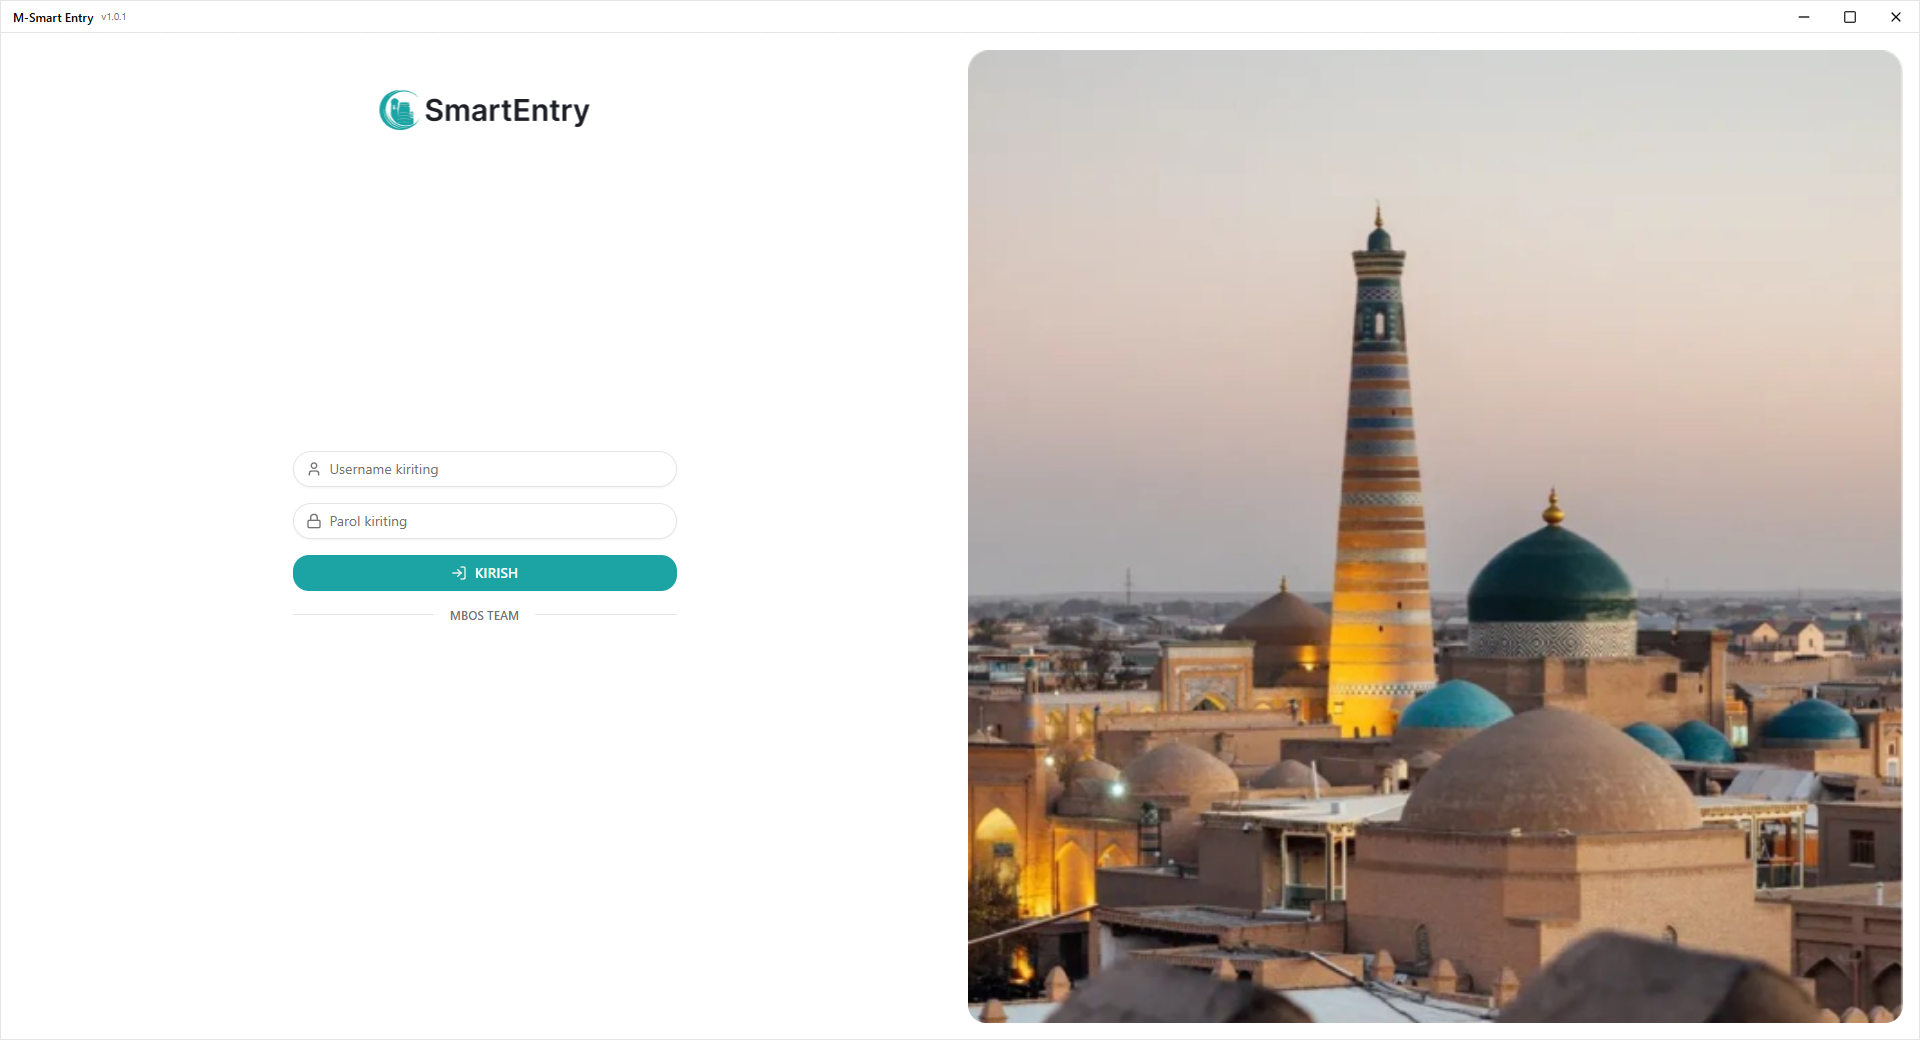 M-Smart Entry v1.0.1
SmartEntry
Username kiriting
Parol kiriting
KIRISH
MBOS TEAM